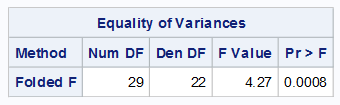 Equality of Variances
Method Num DF Den DF F Value Pr > F
Folded F 29 22 4.27 0.0008